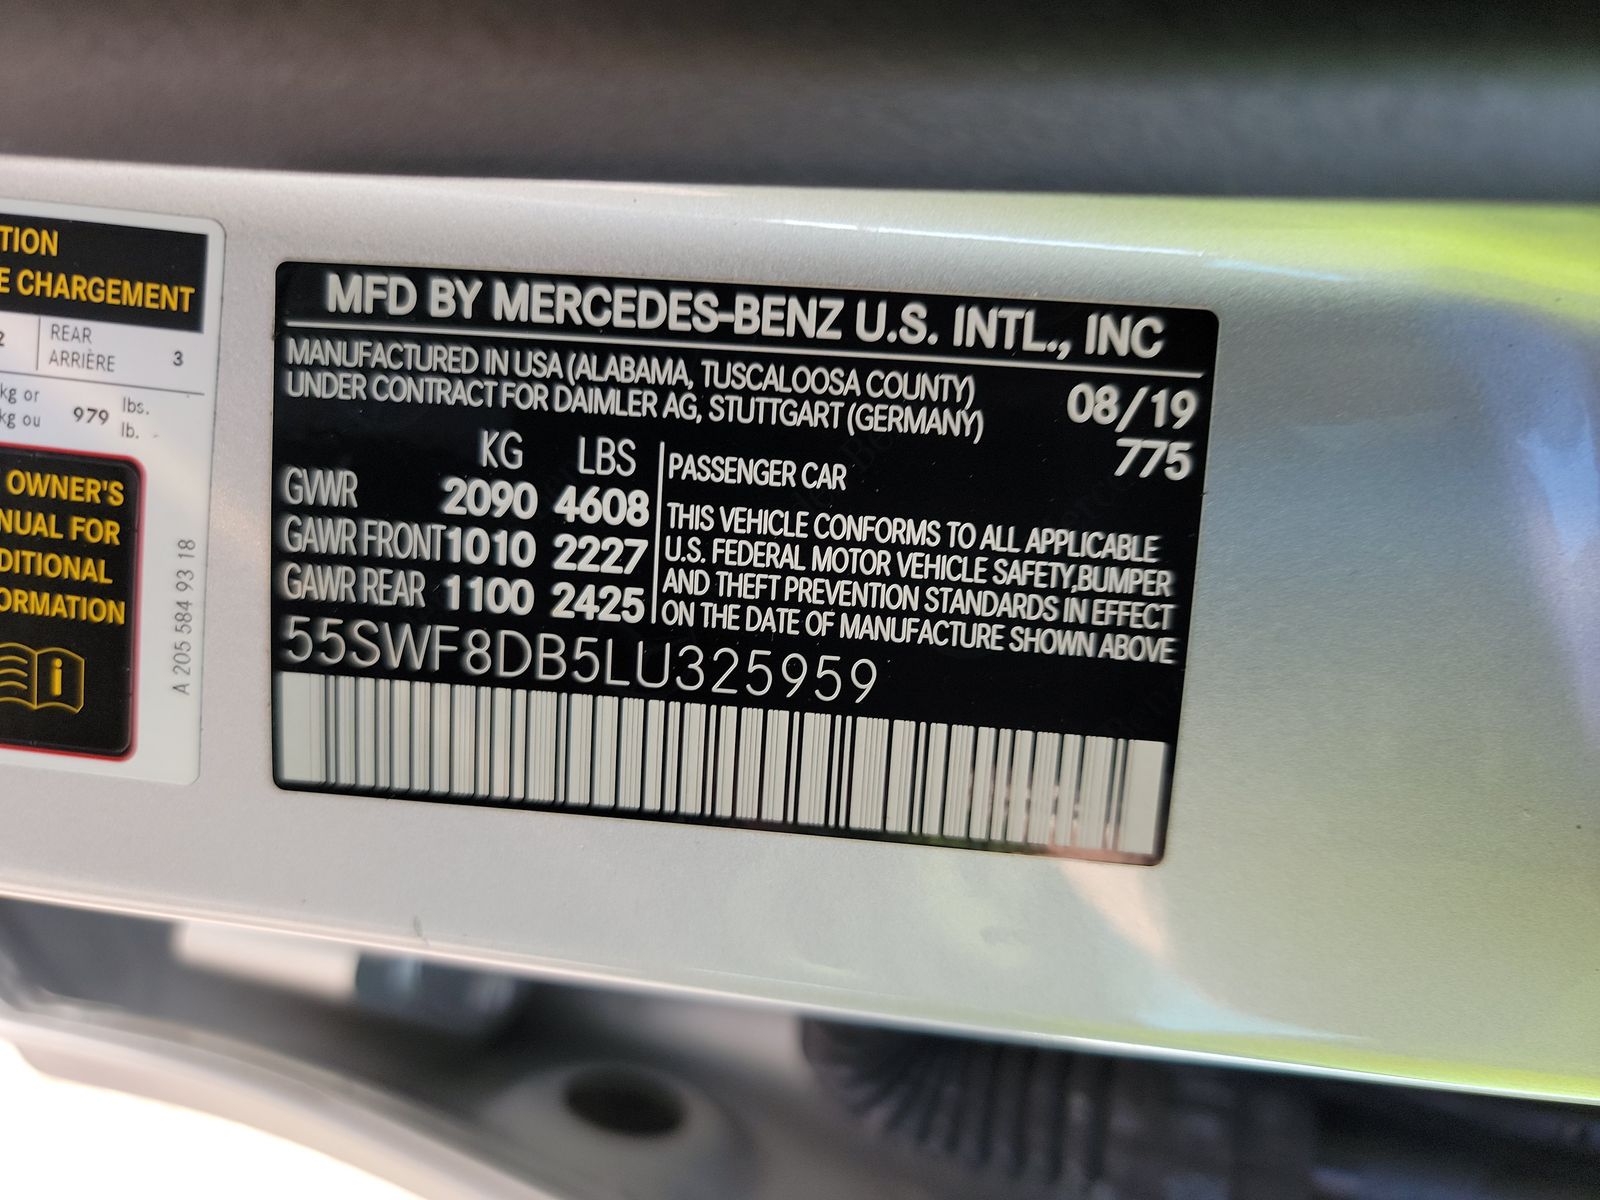 TION
E CHARGEMENT
2 REAR
ARRIÈRE 3
kg or
kg ou 979 lbs.
lb.
OWNER'S
NUAL FOR
DITIONAL
ORMATION
i
A 205 584 93 18
MFD BY MERCEDES-BENZ U.S. INTL., INC
MANUFACTURED IN USA (ALABAMA, TUSCALOOSA COUNTY)
UNDER CONTRACT FOR DAIMLER AG, STUTTGART (GERMANY)
08/19
775
KG LBS
GVWR 2090 4608
GAWR FRONT 1010 2227
GAWR REAR 1100 2425
PASSENGER CAR
THIS VEHICLE CONFORMS TO ALL APPLICABLE
U.S. FEDERAL MOTOR VEHICLE SAFETY,BUMPER
AND THEFT PREVENTION STANDARDS IN EFFECT
ON THE DATE OF MANUFACTURE SHOWN ABOVE
55SWF8DB5LU325959